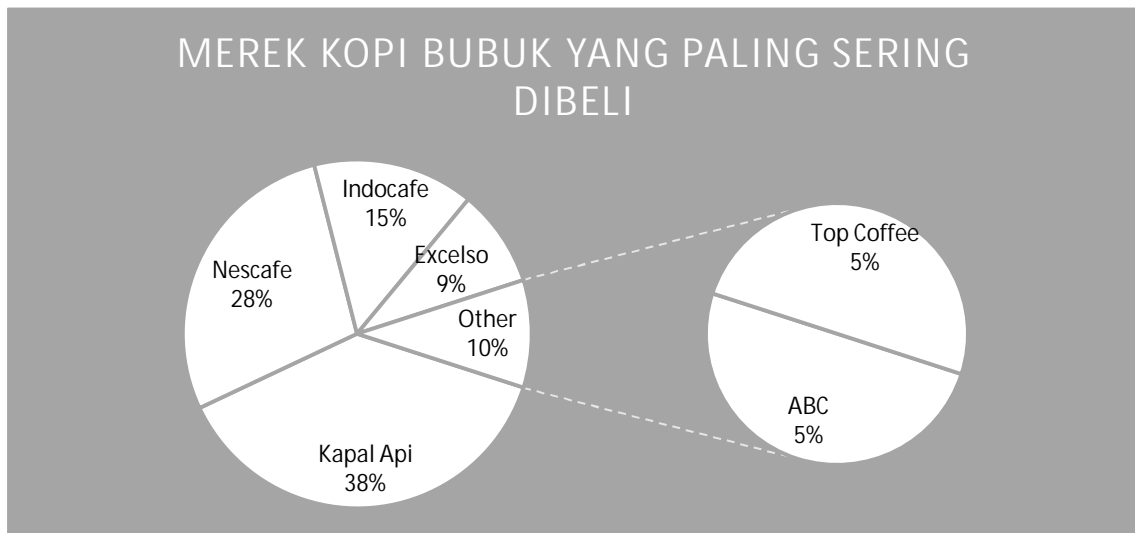 MEREK KOPI BUBUK YANG PALING SERING
DIBELI
Indocafe
15%
Excelso
9%
Nescafe
28%
Other
10%
Kapal Api
38%
Top Coffee
5%
ABC
5%